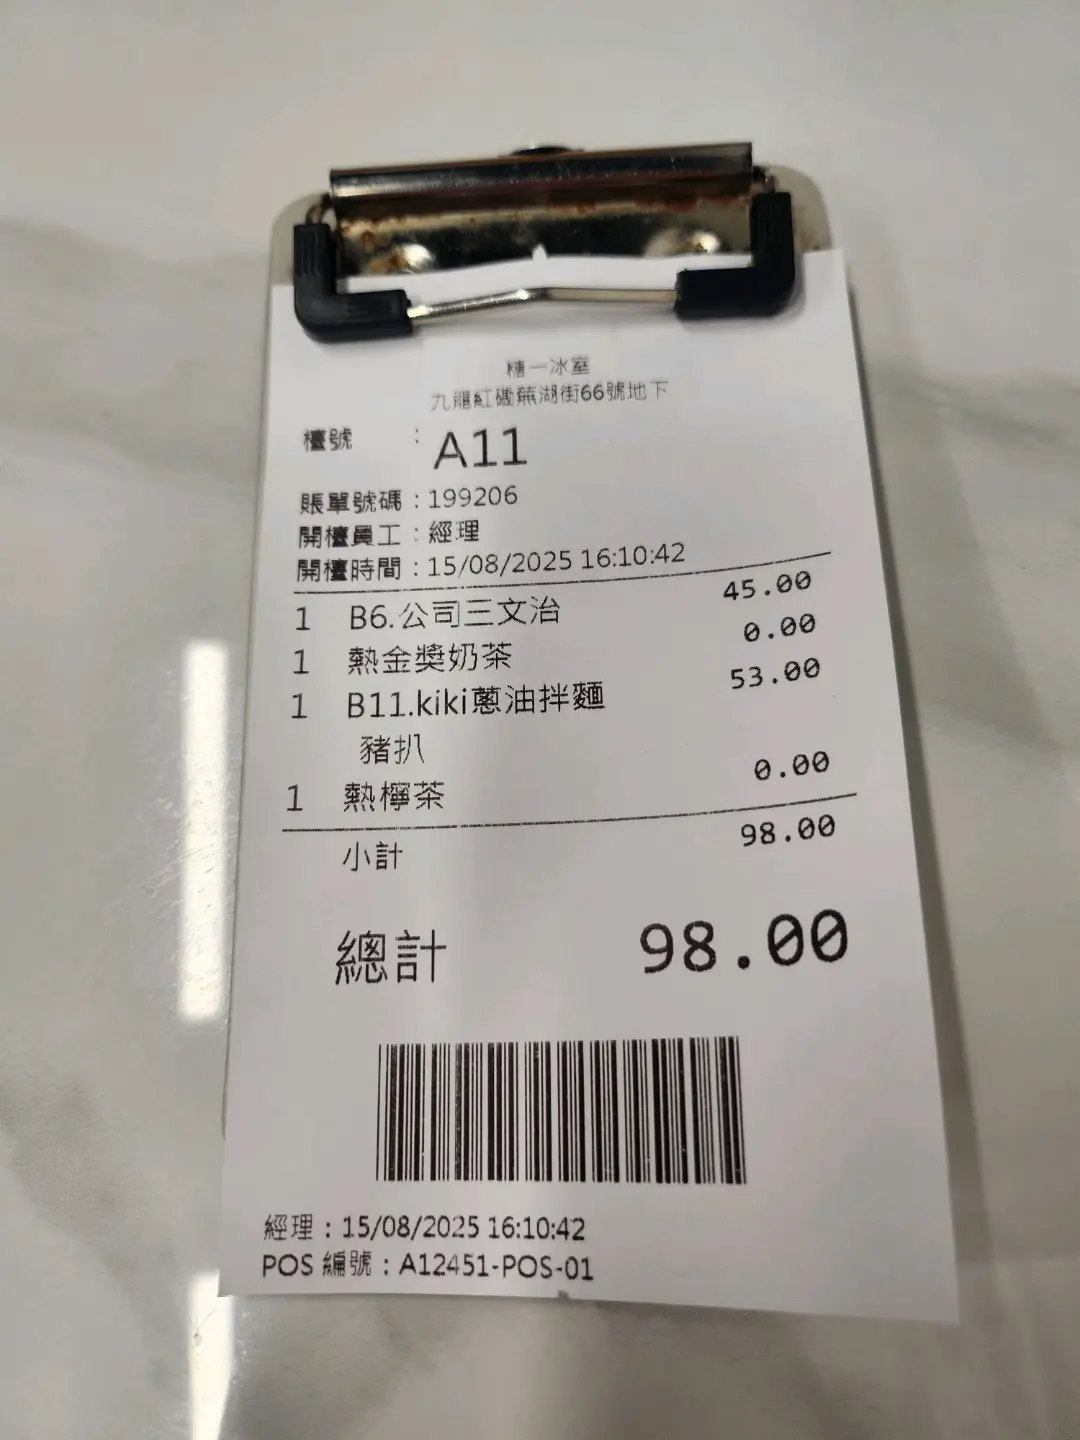 糖一冰室
九龍紅磡蕪湖街66號地下
檯號 : A11
賬單號碼 : 199206
開檯員工 : 經理
開檯時間 : 15/08/2025 16:10:42
1 B6.公司三文治 45.00
1 熱金獎奶茶 0.00
1 B11.kiki蔥油拌麵 53.00
豬扒
1 熱檸茶 0.00
小計 98.00
總計 98.00
經理 : 15/08/2025 16:10:42
POS 編號 : A12451-POS-01